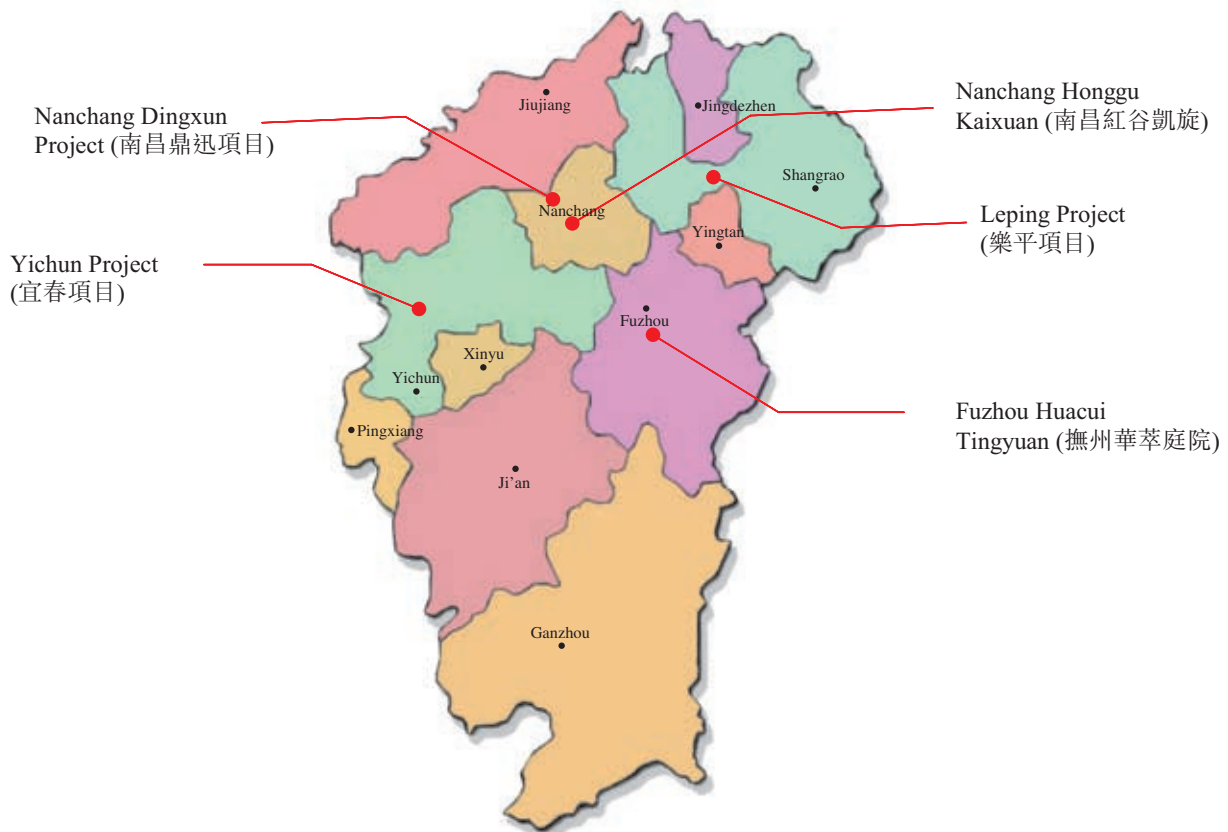 Nanchang Dingxun
Project (南昌鼎迅項目)
Yichun Project
(宜春項目)
Nanchang Honggu
Kaixuan (南昌紅谷凱旋)
Leping Project
(樂平項目)
Fuzhou Huacui
Tingyuan (撫州華萃庭院)
Jiujiang
Jingdezhen
Shangrao
Nanchang
Yingtan
Fuzhou
Xinyu
Yichun
Pingxiang
Ji’an
Ganzhou